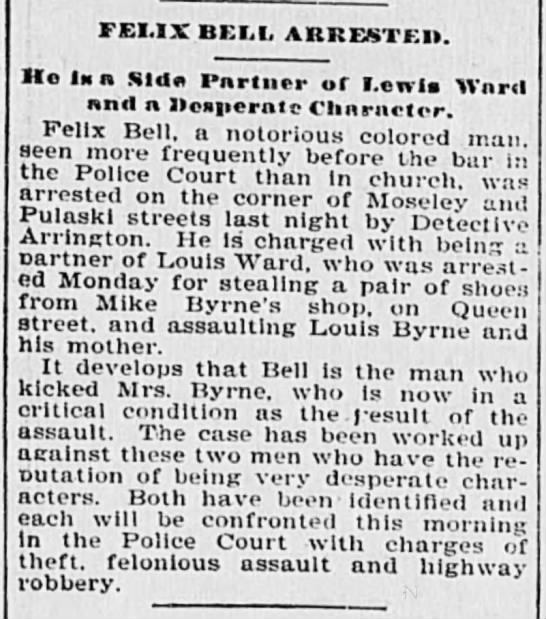 FELIX BELL ARRESTED.
He is a Side Partner of Lewis Ward
and a Desperate Character.
Felix Bell, a notorious colored man,
seen more frequently before the bar in
the Police Court than in church, was
arrested on the corner of Moseley and
Pulaski streets last night by Detective
Arrington. He is charged with being a
partner of Louis Ward, who was arrest-
ed Monday for stealing a pair of shoes
from Mike Byrne's shop, on Queen
street, and assaulting Louis Byrne and
his mother.
It develops that Bell is the man who
kicked Mrs. Byrne, who is now in a
critical condition as the result of the
assault. The case has been worked up
against these two men who have the re-
putation of being very desperate char-
acters. Both have been identified and
each will be confronted this morning
in the Police Court with charges of
theft, felonious assault and highway
robbery.